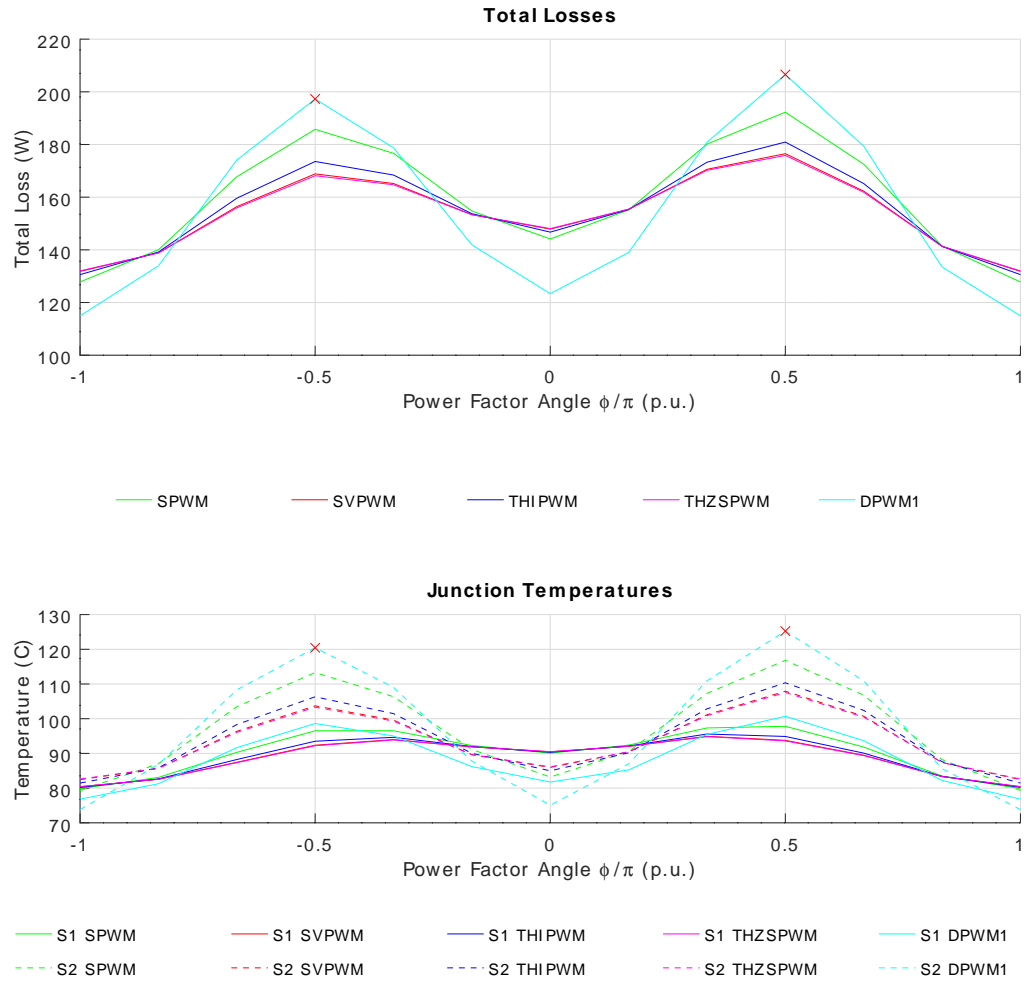 Total Losses
220
200
180
160
140
120
100
Total Loss (W)
-1 -0.5 0 0.5 1
Power Factor Angle ϕ/π (p.u.)
SPWM SVPWM THIPWM THZSPWM DPWM1
Junction Temperatures
130
120
110
100
90
80
70
Temperature (C)
-1 -0.5 0 0.5 1
Power Factor Angle ϕ/π (p.u.)
S1 SPWM S1 SVPWM S1 THIPWM S1 THZSPWM S1 DPWM1
S2 SPWM S2 SVPWM S2 THIPWM S2 THZSPWM S2 DPWM1